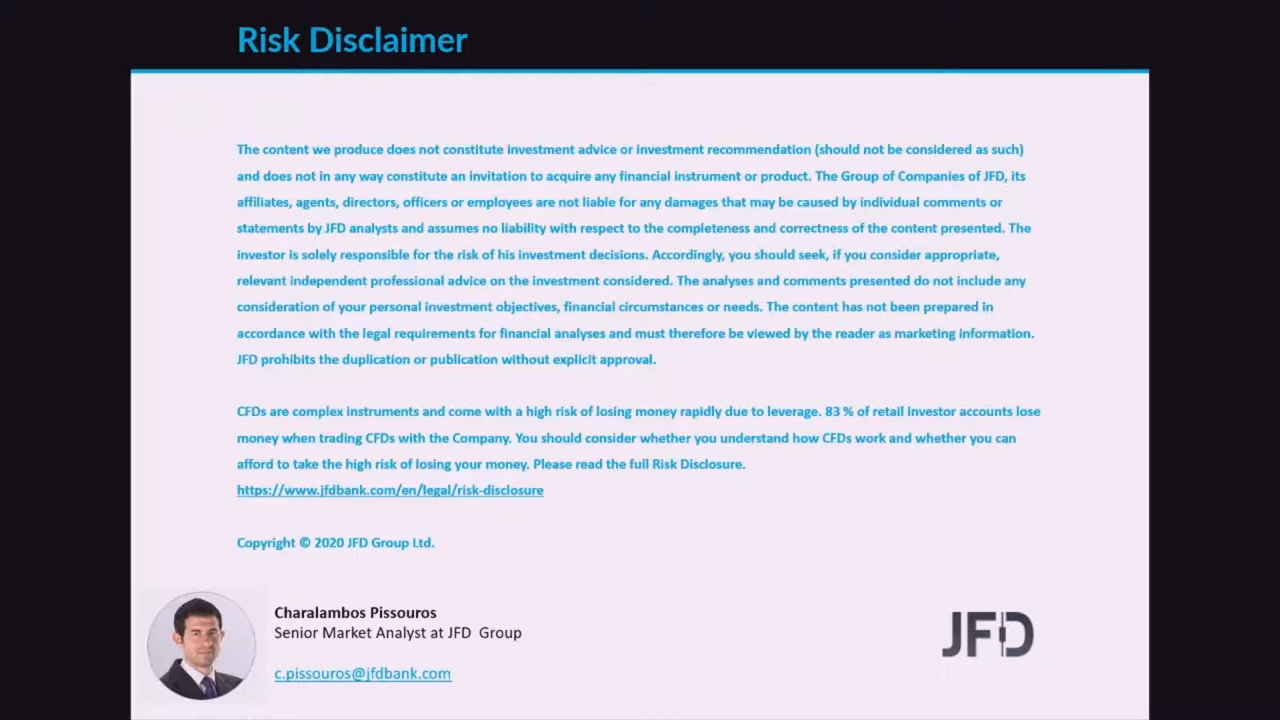 Risk Disclaimer
The content we produce does not constitute investment advice or investment recommendation (should not be considered as such)
and does not in any way constitute an invitation to acquire any financial instrument or product. The Group of Companies of JFD, its
affiliates, agents, directors, officers or employees are not liable for any damages that may be caused by individual comments or
statements by JFD analysts and assumes no liability with respect to the completeness and correctness of the content presented. The
investor is solely responsible for the risk of his investment decisions. Accordingly, you should seek, if you consider appropriate,
relevant independent professional advice on the investment considered. The analyses and comments presented do not include any
consideration of your personal investment objectives, financial circumstances or needs. The content has not been prepared in
accordance with the legal requirements for financial analyses and must therefore be viewed by the reader as marketing information.
JFD prohibits the duplication or publication without explicit approval.
CFDs are complex instruments and come with a high risk of losing money rapidly due to leverage. 83 % of retail investor accounts lose
money when trading CFDs with the Company. You should consider whether you understand how CFDs work and whether you can
afford to take the high risk of losing your money. Please read the full Risk Disclosure.
https://www.jfdbank.com/en/legal/risk-disclosure
Copyright © 2020 JFD Group Ltd.
Charalambos Pissouros
Senior Market Analyst at JFD Group
c.pissouros@jfdbank.com
JFD